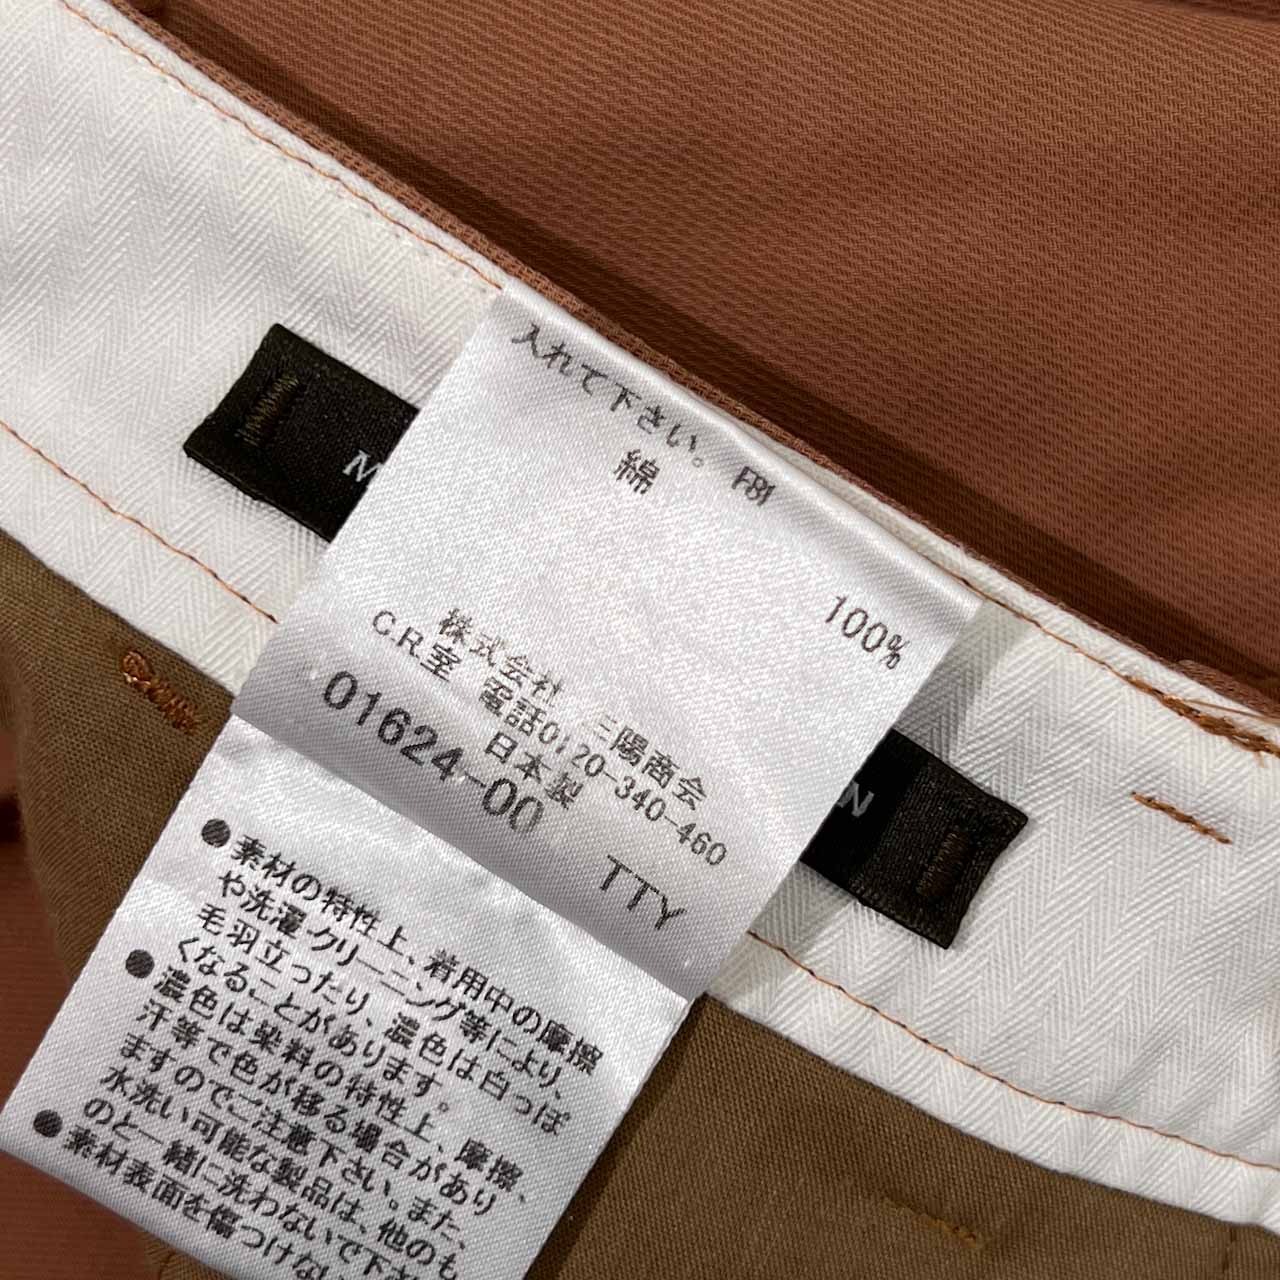 入れて下さい。 FB1
綿
100%
株式会社 三陽商会
C.R.室 電話0120-340-460
日本製
01624-00
TTY
●素材の特性上、着用中の摩擦
や洗濯・クリーニング等により、
毛羽立ったり、濃色は白っぽ
くなることがあります。
●濃色は染料の特性上、摩擦、
汗等で色が移る場合があり
ますのでご注意下さい。また、
水洗い可能な製品は、他のも
のと一緒に洗わないで下さ
●素材表面を傷つけない
M
N